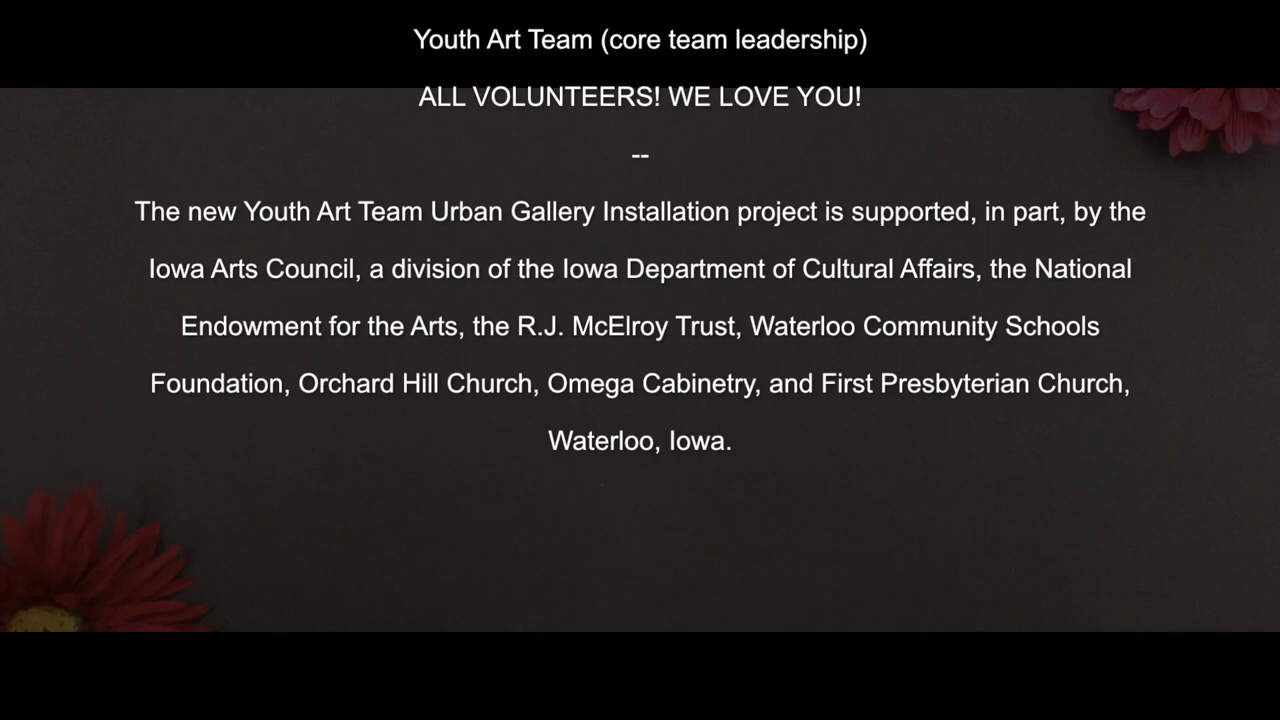 Youth Art Team (core team leadership)
ALL VOLUNTEERS! WE LOVE YOU!
--
The new Youth Art Team Urban Gallery Installation project is supported, in part, by the
Iowa Arts Council, a division of the Iowa Department of Cultural Affairs, the National
Endowment for the Arts, the R.J. McElroy Trust, Waterloo Community Schools
Foundation, Orchard Hill Church, Omega Cabinetry, and First Presbyterian Church,
Waterloo, Iowa.